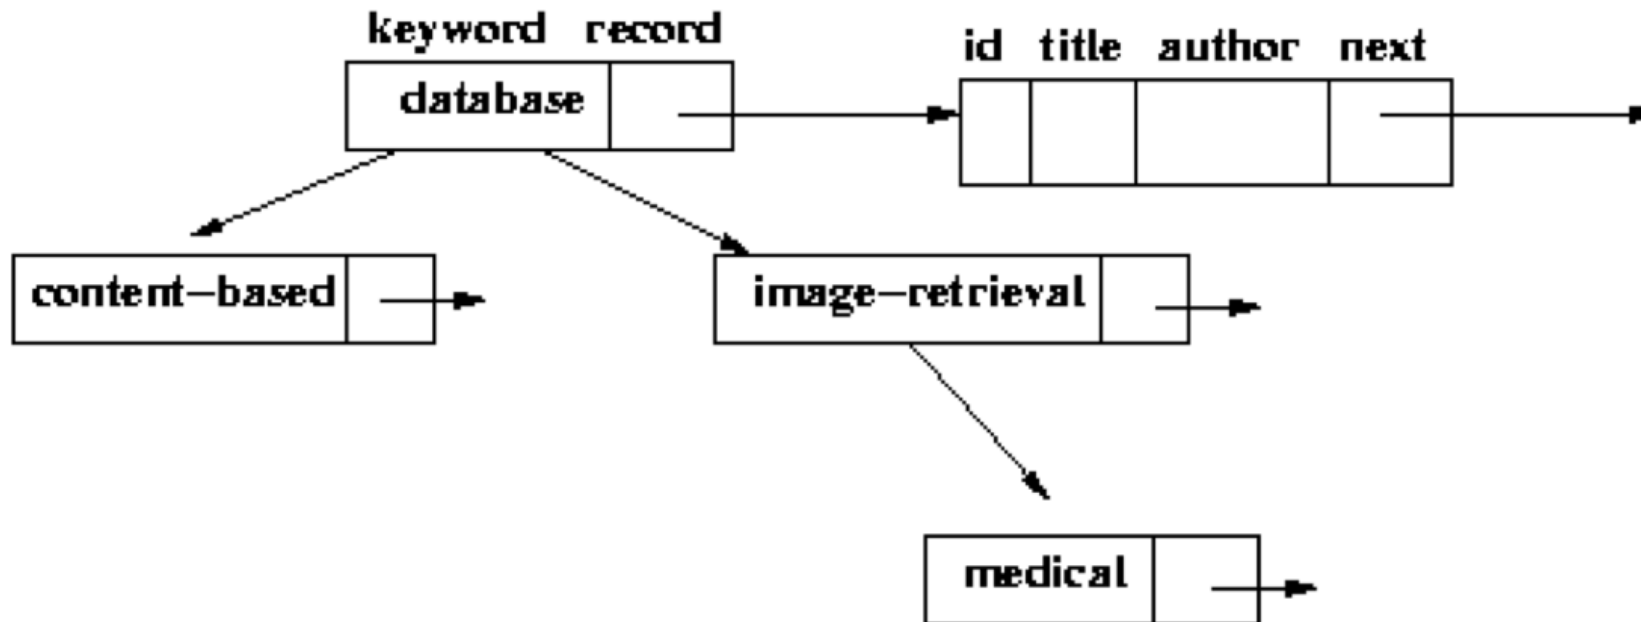 keyword record
id title author next
database
content-based
image-retrieval
medical